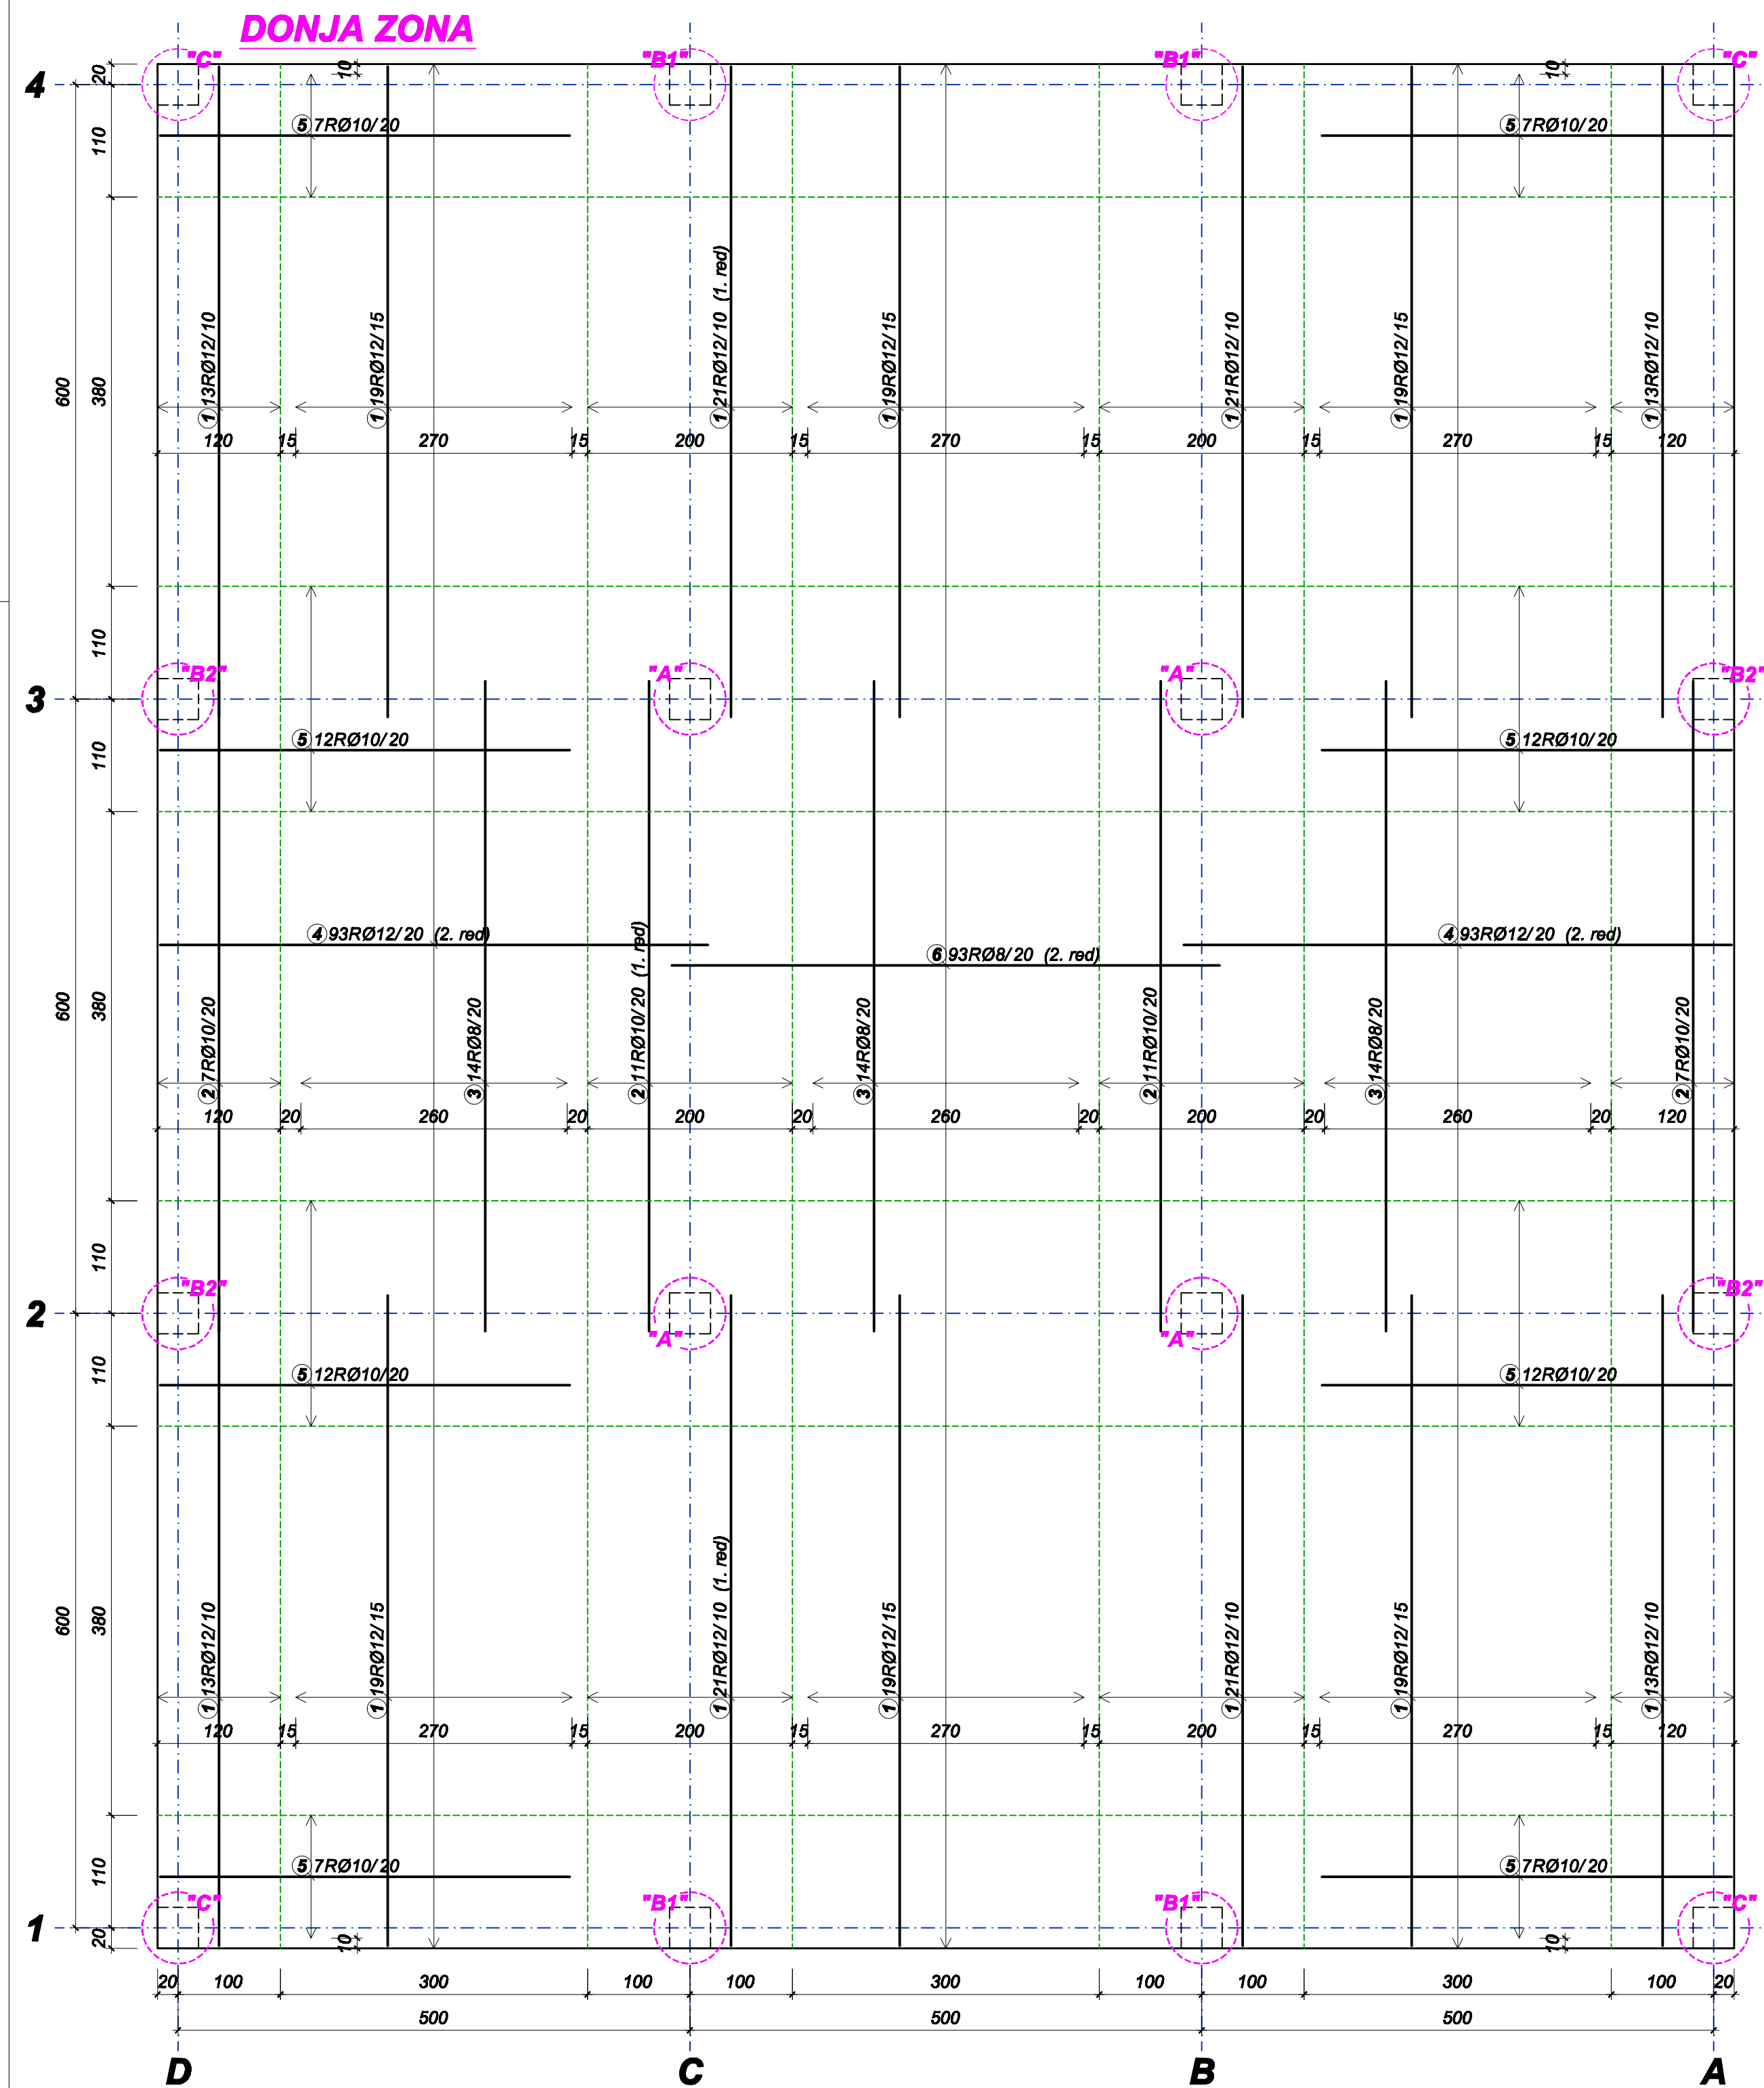 DONJA ZONA
"C" "B1" "B1" "C"
4
20 10 10
5 7RØ10/20 5 7RØ10/20
110
1 13RØ12/10 1 19RØ12/15 1 21RØ12/10 (1. red) 1 19RØ12/15 1 21RØ12/10 1 19RØ12/15 1 13RØ12/10
600 380
120 15 270 15 200 15 270 15 200 15 270 15 120
110
"B2" "A" "A" "B2"
3
5 12RØ10/20 5 12RØ10/20
110
4 93RØ12/20 (2. red) 6 93RØ8/20 (2. red) 4 93RØ12/20 (2. red)
2 7RØ10/20 3 14RØ8/20 2 11RØ10/20 (1. red) 3 14RØ8/20 2 11RØ10/20 3 14RØ8/20 2 7RØ10/20
600 380
120 20 260 20 200 20 260 20 200 20 260 20 120
110
"B2" "A" "A" "B2"
2
5 12RØ10/20 5 12RØ10/20
110
1 13RØ12/10 1 19RØ12/15 1 21RØ12/10 (1. red) 1 19RØ12/15 1 21RØ12/10 1 19RØ12/15 1 13RØ12/10
600 380
120 15 270 15 200 15 270 15 200 15 270 15 120
5 7RØ10/20 5 7RØ10/20
110
"C" "B1" "B1" "C"
1
20 10 10
20 100 300 100 100 300 100 100 300 100 20
500 500 500
D C B A